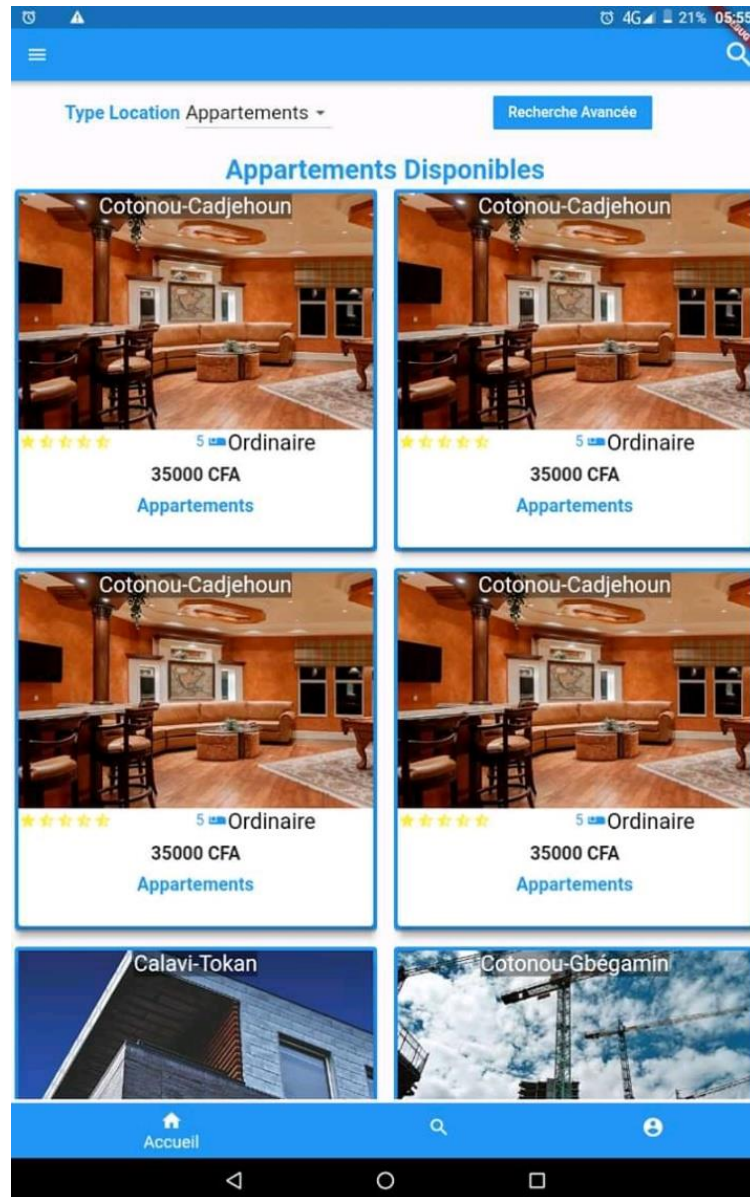 4G 21% 05:55
Type Location Appartements
Recherche Avancée
Appartements Disponibles
Cotonou-Cadjehoun
5 Ordinaire
35000 CFA
Appartements
Cotonou-Cadjehoun
5 Ordinaire
35000 CFA
Appartements
Cotonou-Cadjehoun
5 Ordinaire
35000 CFA
Appartements
Cotonou-Cadjehoun
5 Ordinaire
35000 CFA
Appartements
Calavi-Tokan
Cotonou-Gbégamin
Accueil